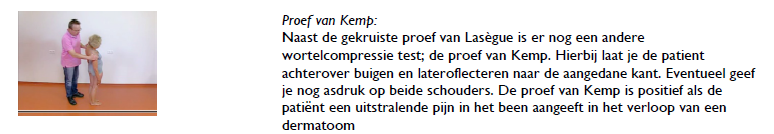 Proef van Kemp:
Naast de gekruiste proef van Lasègue is er nog een andere
wortelcompressie test; de proef van Kemp. Hierbij laat je de patient
achterover buigen en lateroflecteren naar de aangedane kant. Eventueel geef
je nog asdruk op beide schouders. De proef van Kemp is positief als de
patiënt een uitstralende pijn in het been aangeeft in het verloop van een
dermatoom